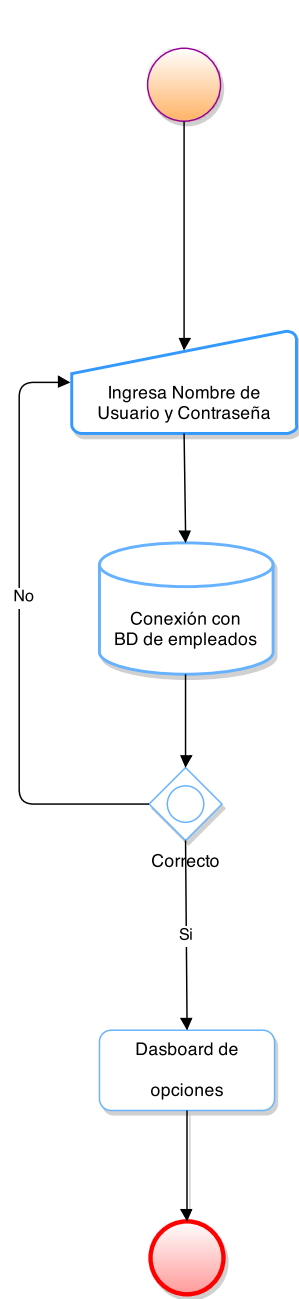 Ingresa Nombre de
Usuario y Contraseña
No
Conexión con
BD de empleados
Correcto
Si
Dasboard de
opciones